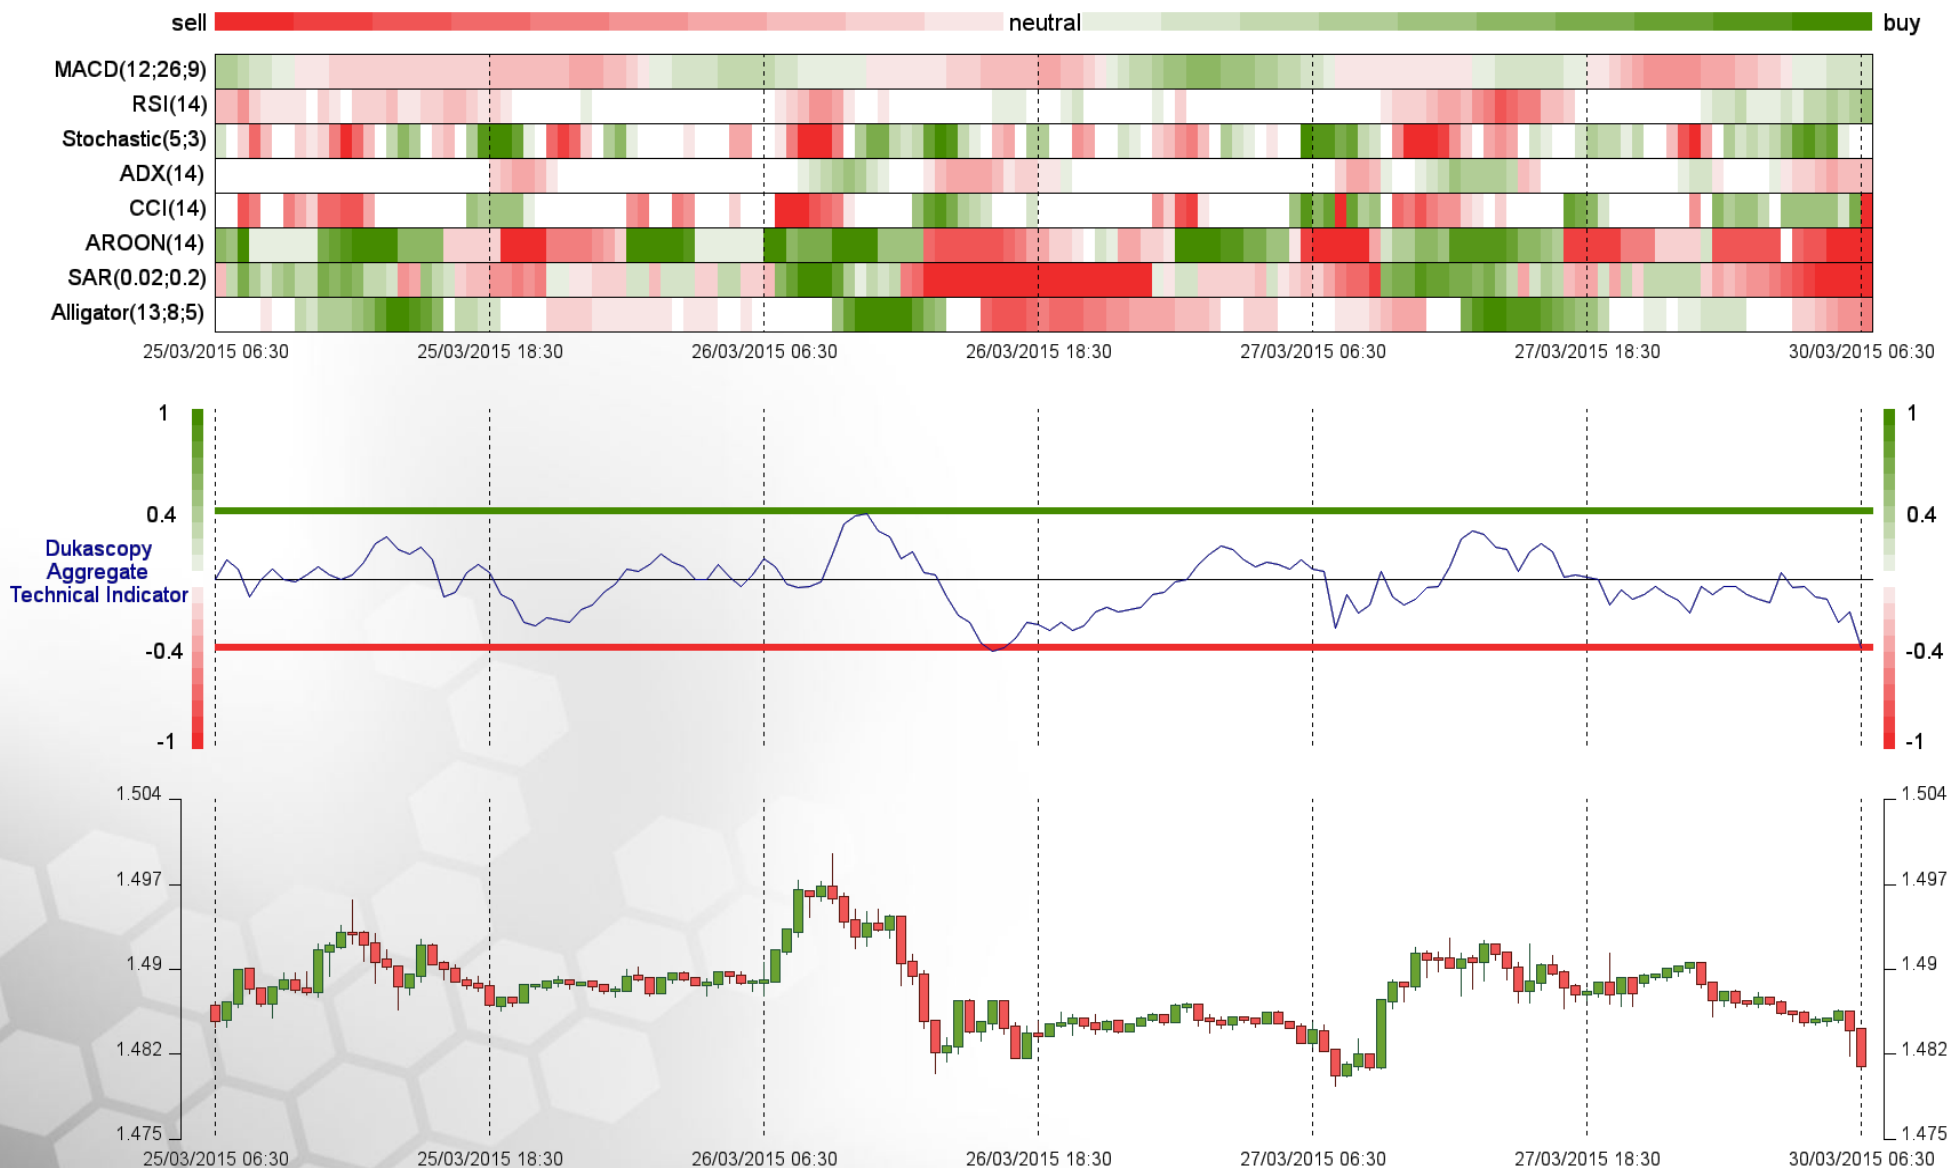 sell neutral buy
MACD(12;26;9)
RSI(14)
Stochastic(5;3)
ADX(14)
CCI(14)
AROON(14)
SAR(0.02;0.2)
Alligator(13;8;5)
25/03/2015 06:30 25/03/2015 18:30 26/03/2015 06:30 26/03/2015 18:30 27/03/2015 06:30 27/03/2015 18:30 30/03/2015 06:30
1 1
0.4 0.4
Dukascopy
Aggregate
Technical Indicator
-0.4 -0.4
-1 -1
1.504 1.504
1.497 1.497
1.49 1.49
1.482 1.482
1.475 1.475
25/03/2015 06:30 25/03/2015 18:30 26/03/2015 06:30 26/03/2015 18:30 27/03/2015 06:30 27/03/2015 18:30 30/03/2015 06:30